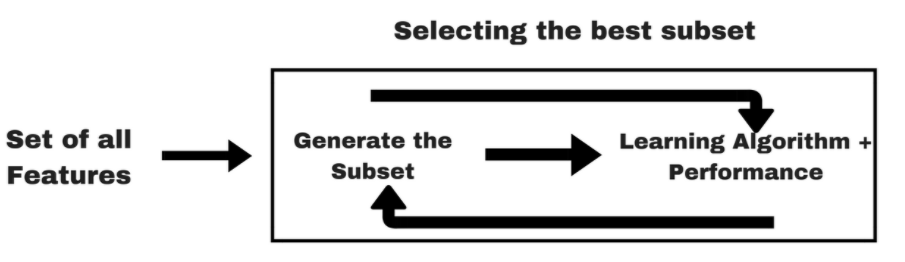 Selecting the best subset
Set of all
Features
Generate the
Subset
Learning Algorithm +
Performance